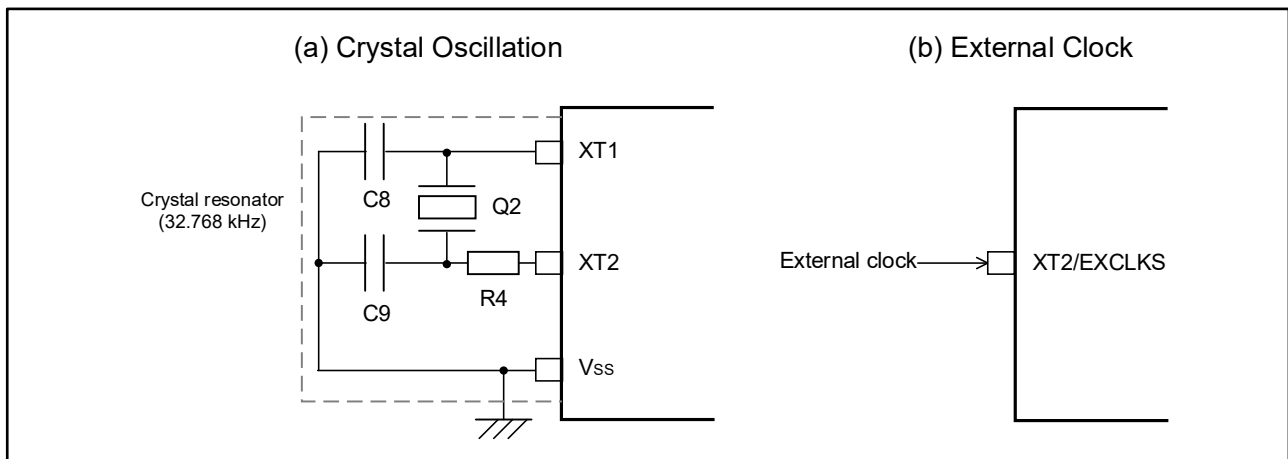 (a) Crystal Oscillation
(b) External Clock
XT1
C8
Crystal resonator
(32.768 kHz)
Q2
XT2
R4
C9
Vss
External clock
XT2/EXCLKS